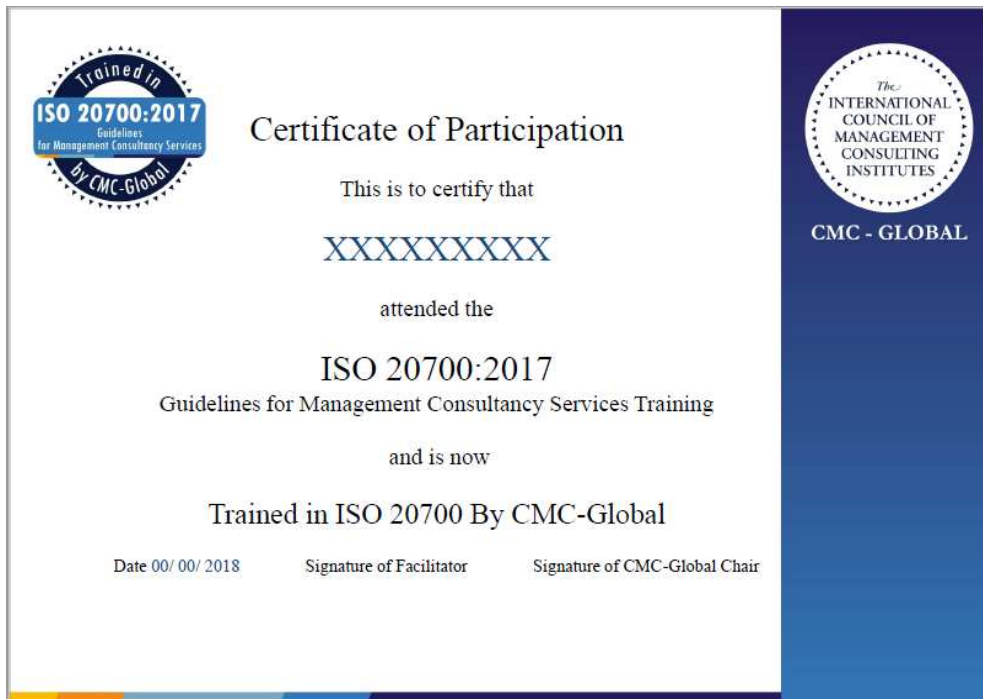 Trained in
ISO 20700:2017
Guidelines
for Management Consultancy Services
by CMC-Global
Certificate of Participation
This is to certify that
XXXXXXXXX
attended the
ISO 20700:2017
Guidelines for Management Consultancy Services Training
and is now
Trained in ISO 20700 By CMC-Global
Date 00/ 00/ 2018
Signature of Facilitator
Signature of CMC-Global Chair
The
INTERNATIONAL
COUNCIL OF
MANAGEMENT
CONSULTING
INSTITUTES
CMC - GLOBAL